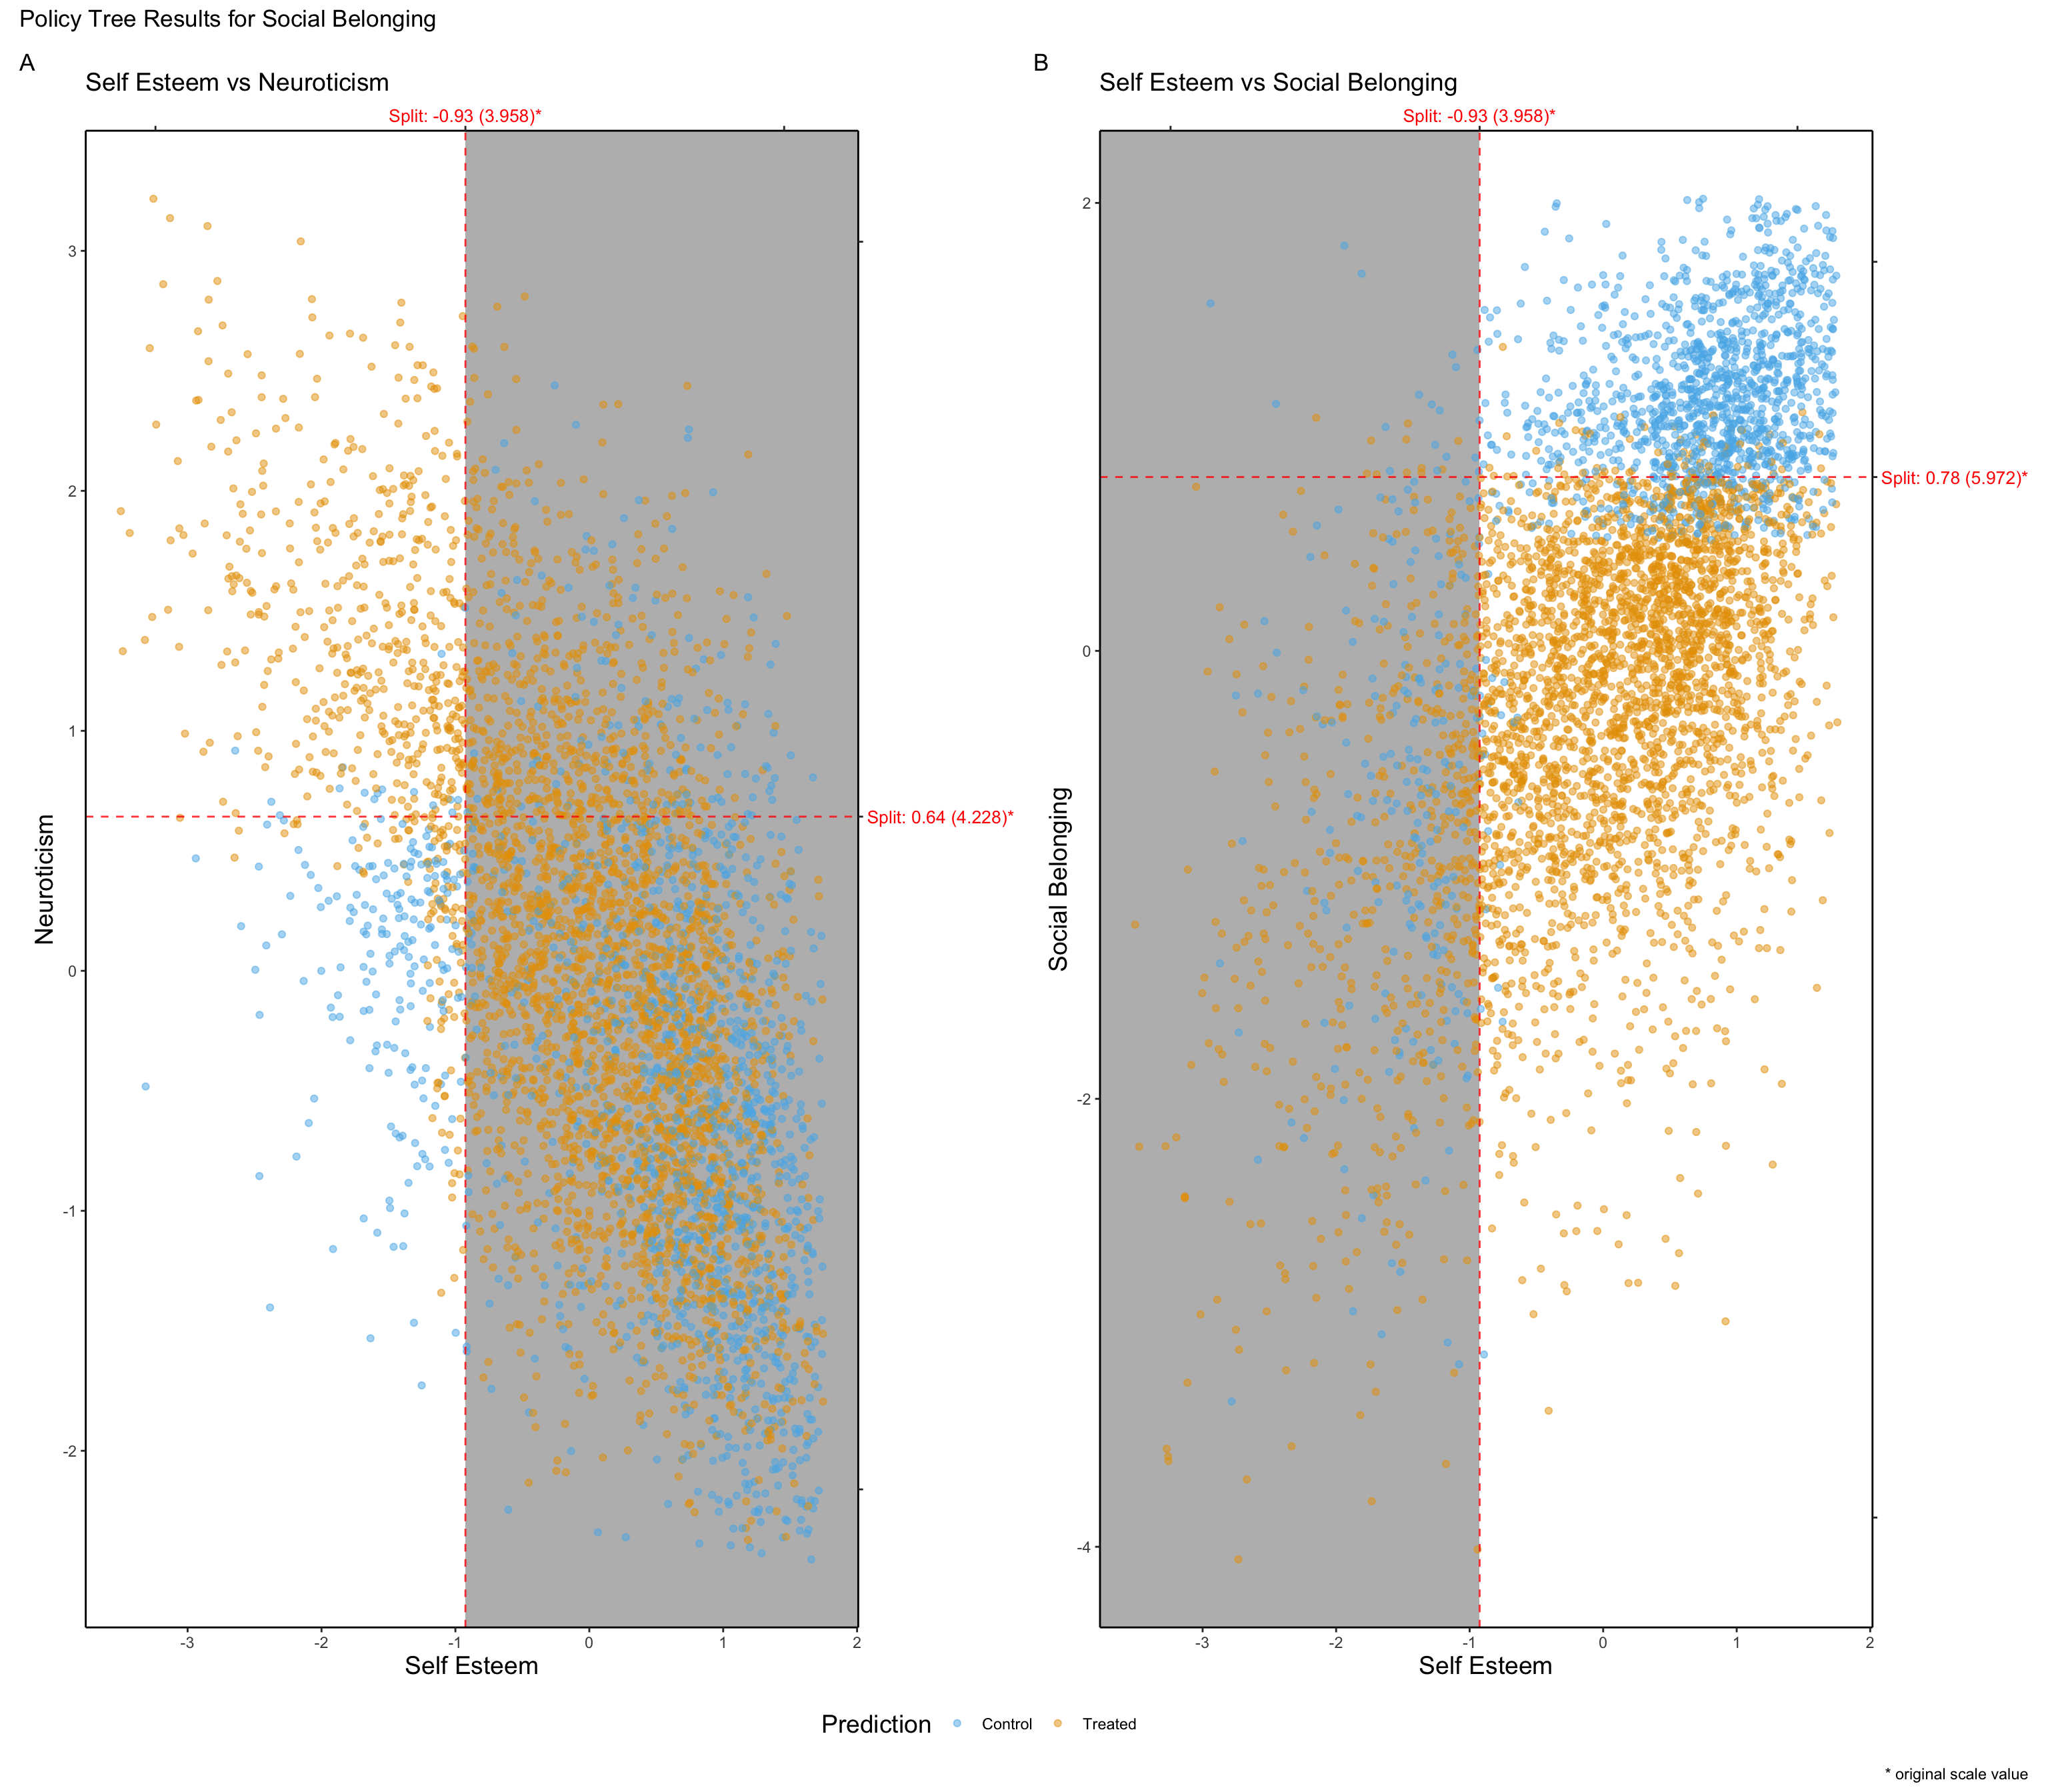 Policy Tree Results for Social Belonging
A
Self Esteem vs Neuroticism
Split: -0.93 (3.958)*
3
2
1
0
-1
-2
Neuroticism
Split: 0.64 (4.228)*
-3 -2 -1 0 1 2
Self Esteem
B
Self Esteem vs Social Belonging
Split: -0.93 (3.958)*
2
0
-2
-4
Social Belonging
Split: 0.78 (5.972)*
-3 -2 -1 0 1 2
Self Esteem
Prediction Control Treated
* original scale value